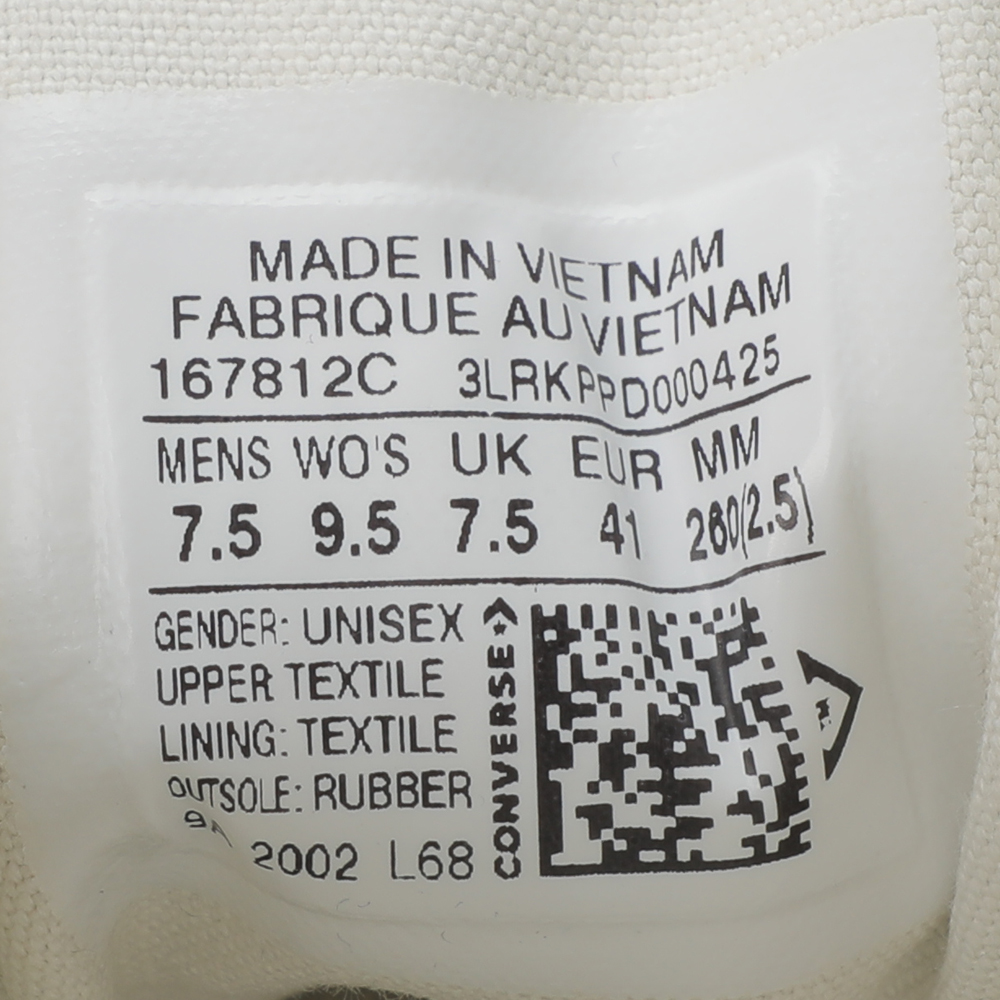 MADE IN VIETNAM
FABRIQUE AU VIETNAM
167812C 3LRKPPD000425
MENS WO'S UK EUR MM
7.5 9.5 7.5 41 260(2.5)
GENDER: UNISEX
UPPER TEXTILE
LINING: TEXTILE
OUTSOLE: RUBBER
2002 L68
CONVERSE